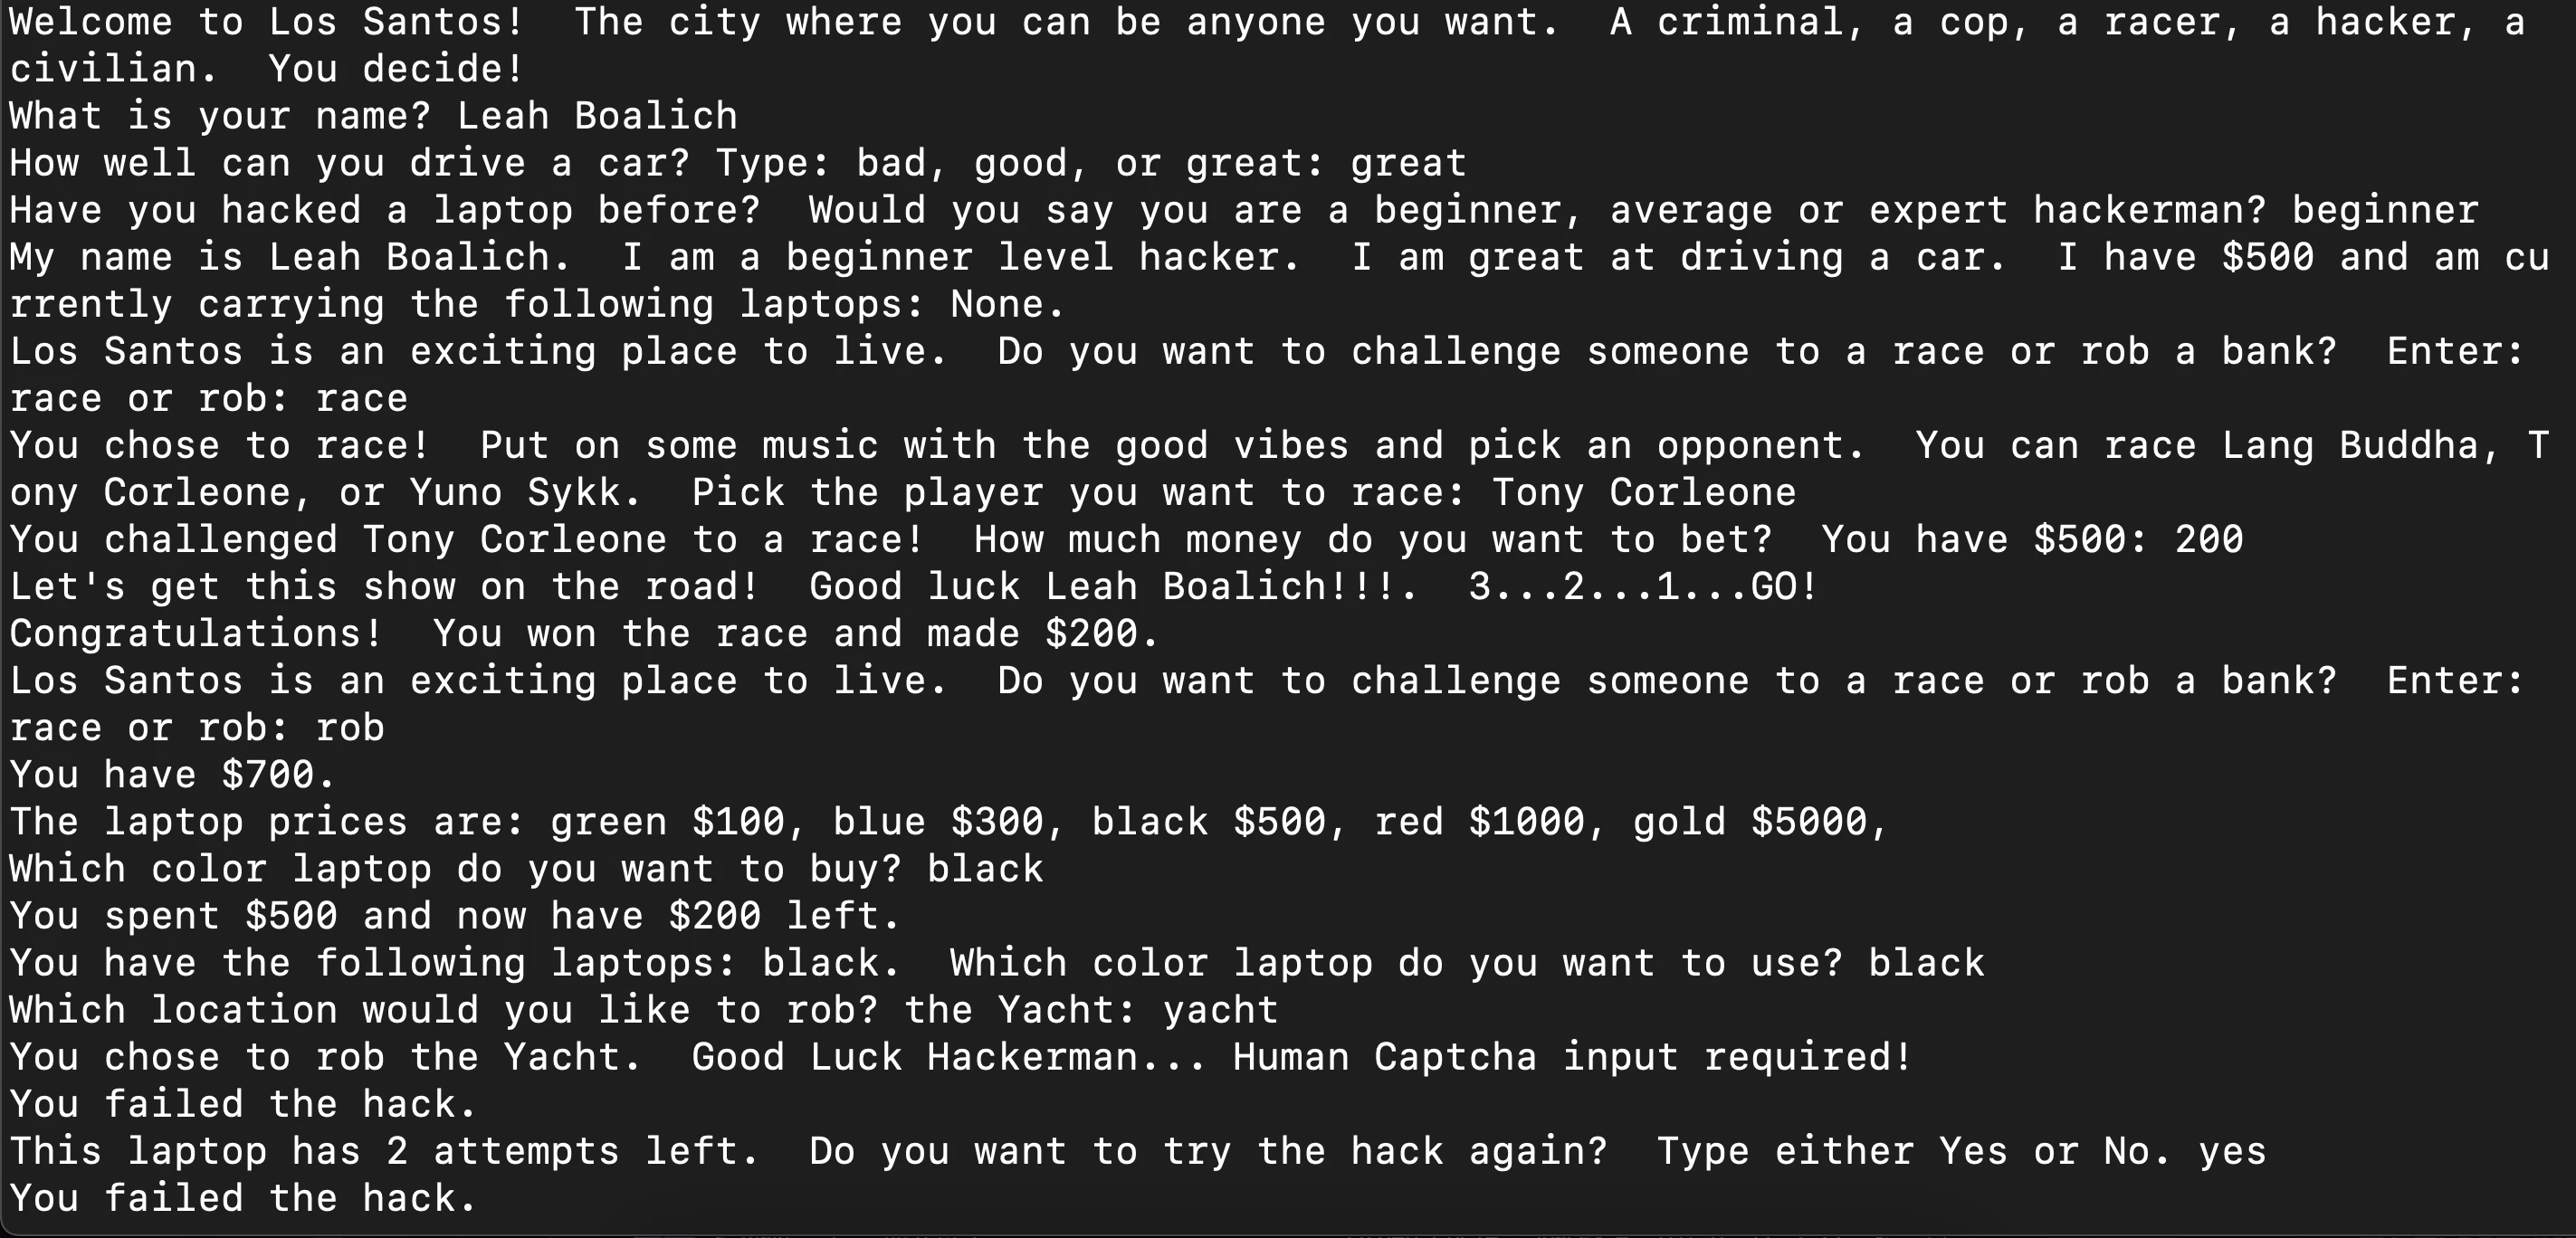 Welcome to Los Santos!  The city where you can be anyone you want.  A criminal, a cop, a racer, a hacker, a
civilian.  You decide!
What is your name? Leah Boalich
How well can you drive a car? Type: bad, good, or great: great
Have you hacked a laptop before?  Would you say you are a beginner, average or expert hackerman? beginner
My name is Leah Boalich.  I am a beginner level hacker.  I am great at driving a car.  I have $500 and am cu
rrently carrying the following laptops: None.
Los Santos is an exciting place to live.  Do you want to challenge someone to a race or rob a bank?  Enter:
race or rob: race
You chose to race!  Put on some music with the good vibes and pick an opponent.  You can race Lang Buddha, T
ony Corleone, or Yuno Sykk.  Pick the player you want to race: Tony Corleone
You challenged Tony Corleone to a race!  How much money do you want to bet?  You have $500: 200
Let's get this show on the road!  Good luck Leah Boalich!!!.  3...2...1...GO!
Congratulations!  You won the race and made $200.
Los Santos is an exciting place to live.  Do you want to challenge someone to a race or rob a bank?  Enter:
race or rob: rob
You have $700.
The laptop prices are: green $100, blue $300, black $500, red $1000, gold $5000,
Which color laptop do you want to buy? black
You spent $500 and now have $200 left.
You have the following laptops: black.  Which color laptop do you want to use? black
Which location would you like to rob? the Yacht: yacht
You chose to rob the Yacht.  Good Luck Hackerman... Human Captcha input required!
You failed the hack.
This laptop has 2 attempts left.  Do you want to try the hack again?  Type either Yes or No. yes
You failed the hack.